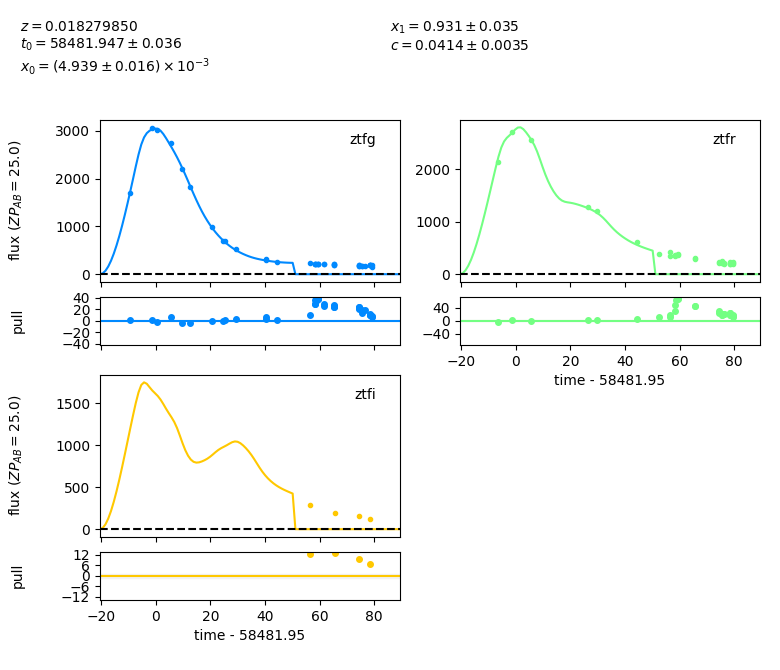 z = 0.018279850
t₀ = 58481.947 ± 0.036
x₀ = (4.939 ± 0.016) × 10⁻³
x₁ = 0.931 ± 0.035
c = 0.0414 ± 0.0035
ztfg
flux (ZP_AB = 25.0)
3000
2000
1000
0
pull
40
20
0
−20
−40
ztfr
2000
1000
0
40
0
−40
−20 0 20 40 60 80
time - 58481.95
ztfi
flux (ZP_AB = 25.0)
1500
1000
500
0
pull
12
6
0
−6
−12
−20 0 20 40 60 80
time - 58481.95